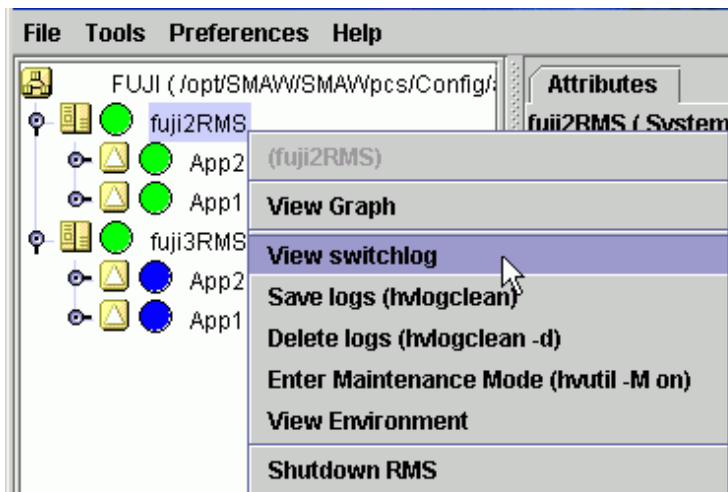 File Tools Preferences Help
FUJI ( /opt/SMAW/SMAWpcs/Config/
Attributes
fuji2RMS
fuji2RMS ( System
App2
(fuji2RMS)
App1
View Graph
fuji3RMS
View switchlog
App2
Save logs (hvlogclean)
App1
Delete logs (hvlogclean -d)
Enter Maintenance Mode (hvutil -M on)
View Environment
Shutdown RMS